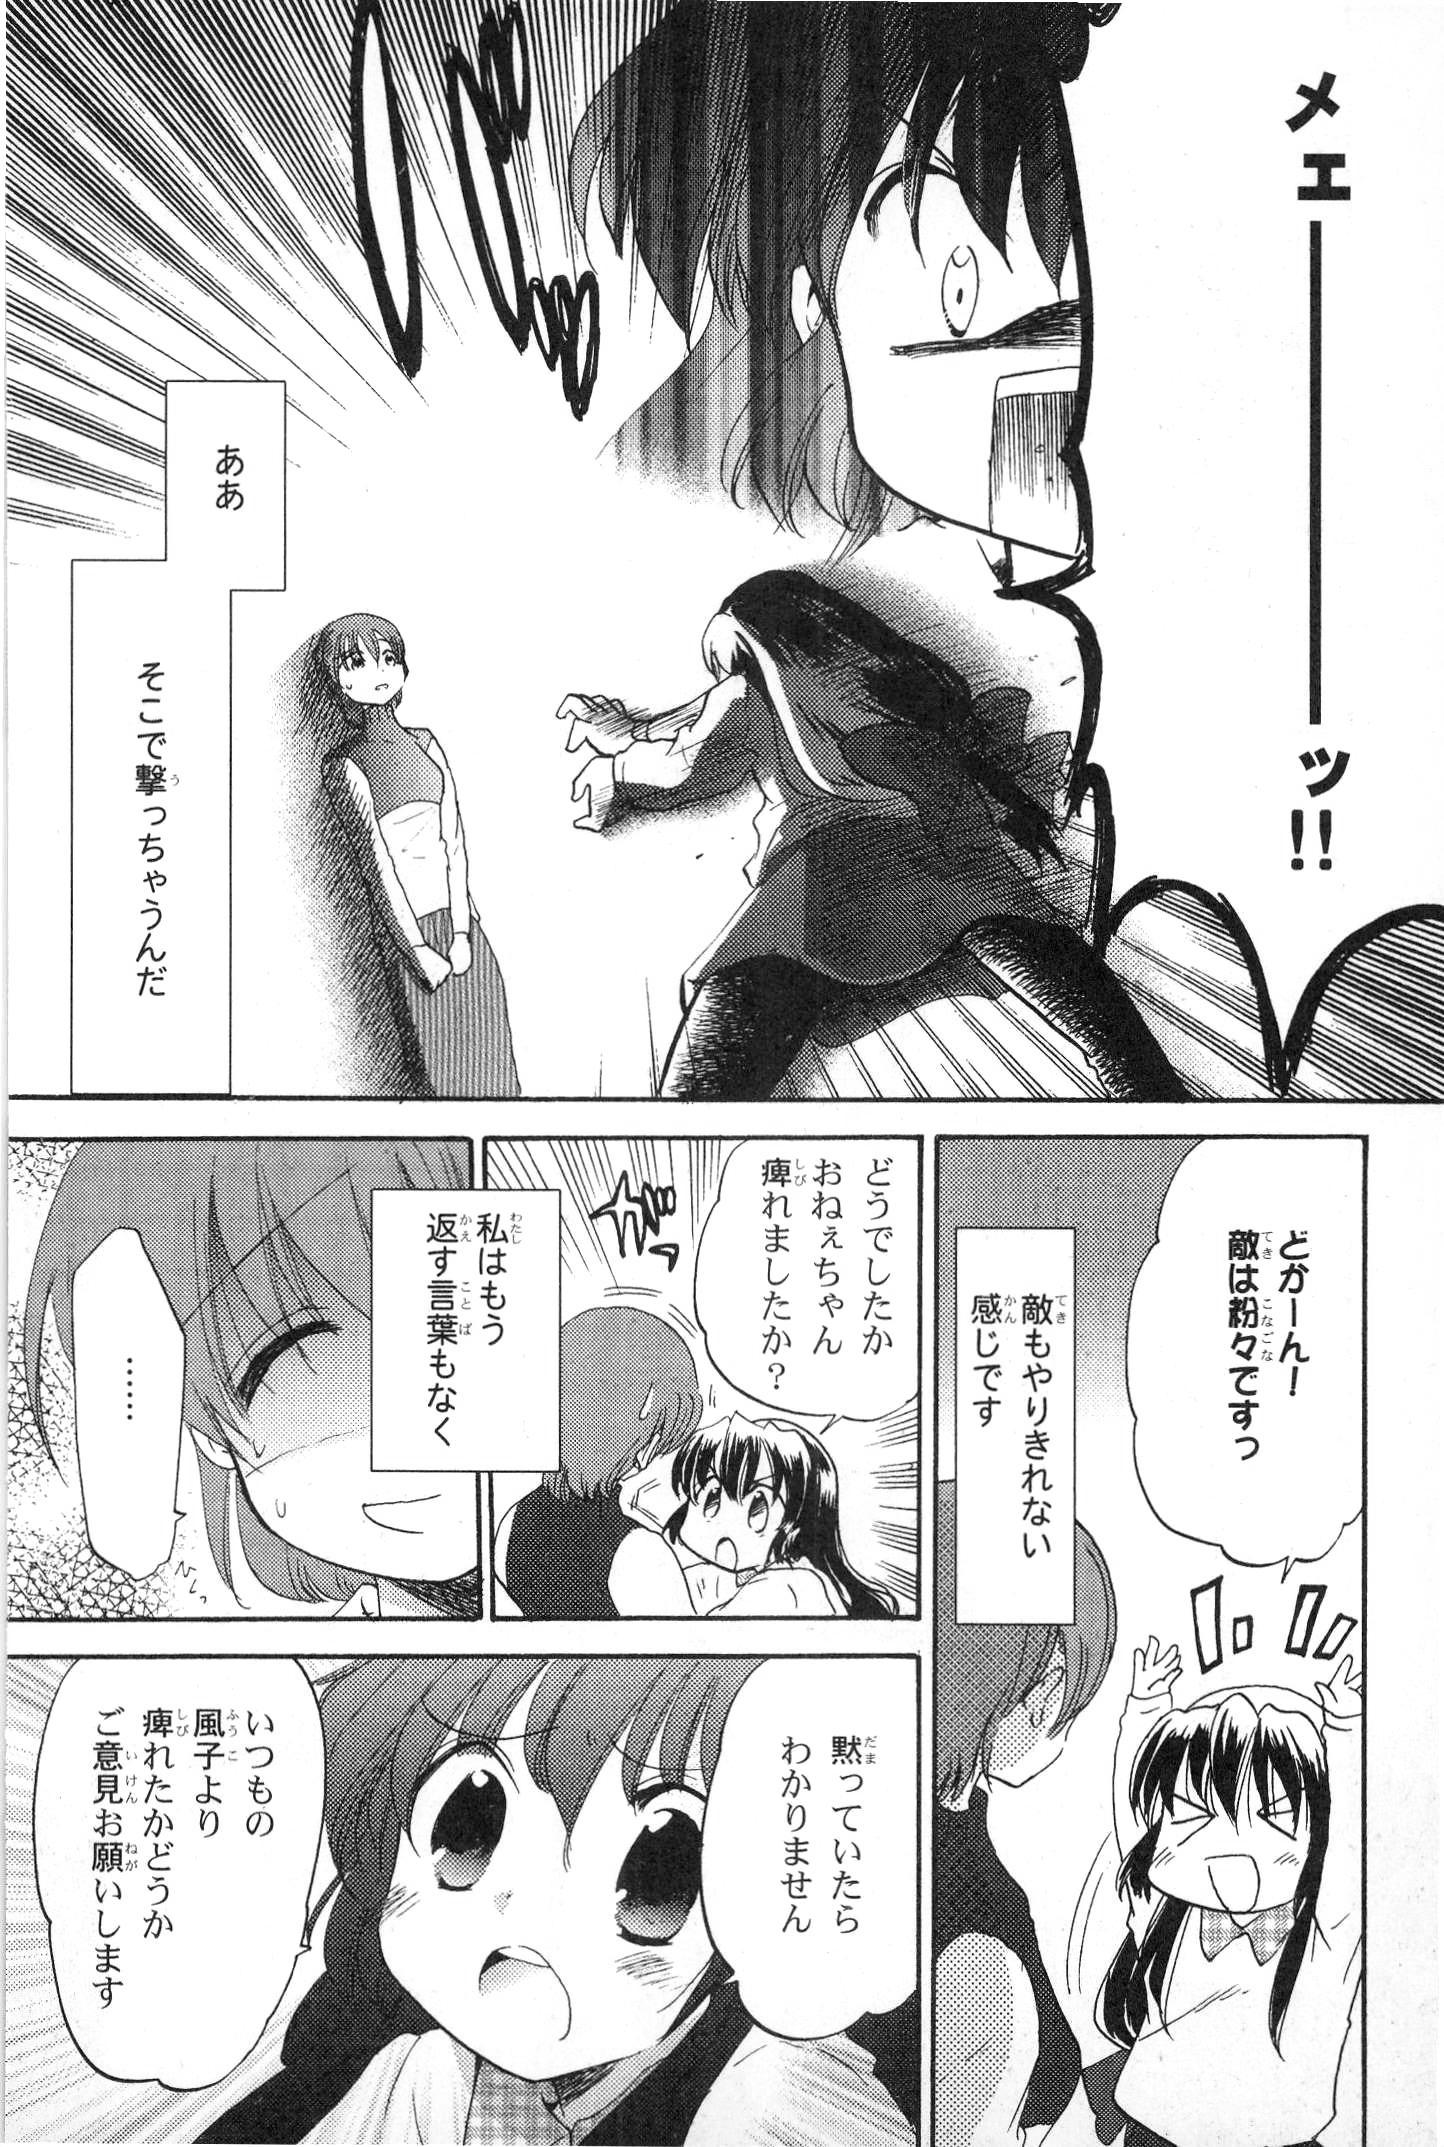 メェーーッ!!
ああ
そこで撃っちゃうんだ
どかーん！
敵は粉々ですっ
敵もやりきれない
感じです
どうでしたか
おねぇちゃん
痺れましたか？
私はもう
返す言葉もなく
……
黙っていたら
わかりません
いつもの
風子より
痺れたかどうか
ご意見お願いします